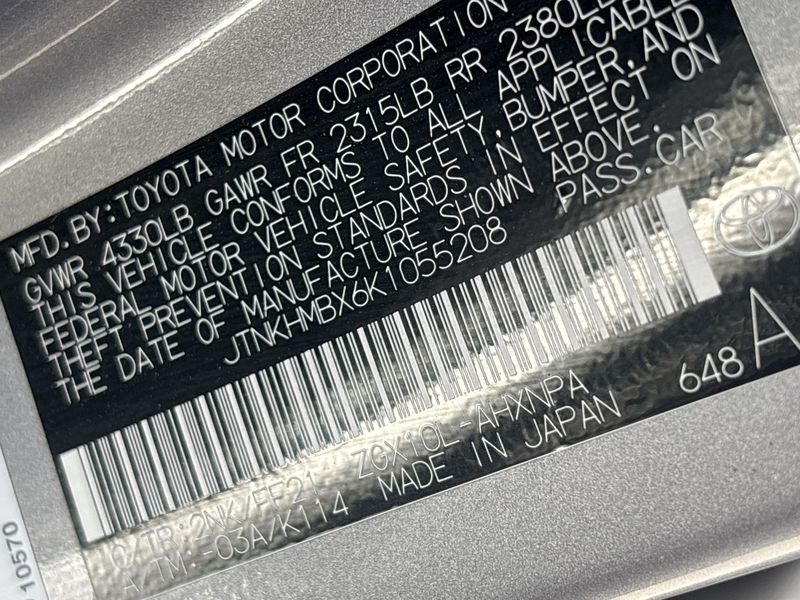 MFD.BY:TOYOTA MOTOR CORPORATION
GVWR 4330LB GAWR FR 2315LB RR 2380LB
THIS VEHICLE CONFORMS TO ALL APPLICABLE
FEDERAL MOTOR VEHICLE SAFETY,BUMPER,AND
THEFT PREVENTION STANDARDS IN EFFECT ON
THE DATE OF MANUFACTURE SHOWN ABOVE.
JTNKHMBX6K1055208 PASS.CAR
C/TR:2NK/FF21 ZGX10L-AHXNPA 648 A
A TM:-03A/K114 MADE IN JAPAN
10570